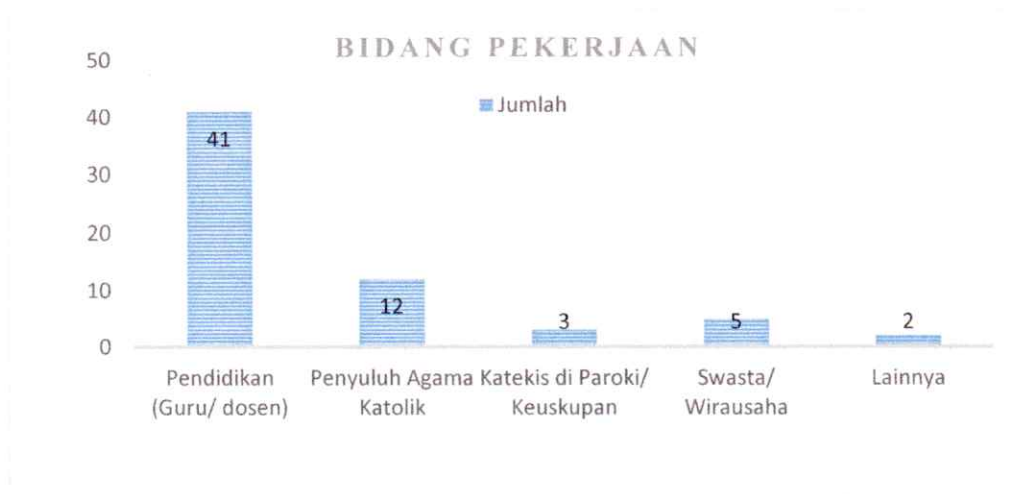 BIDANG PEKERJAAN
Jumlah
50
40
30
20
10
0
41
12
3
5
2
Pendidikan (Guru/ dosen)
Penyuluh Agama Katolik
Katekis di Paroki/ Keuskupan
Swasta/ Wirausaha
Lainnya